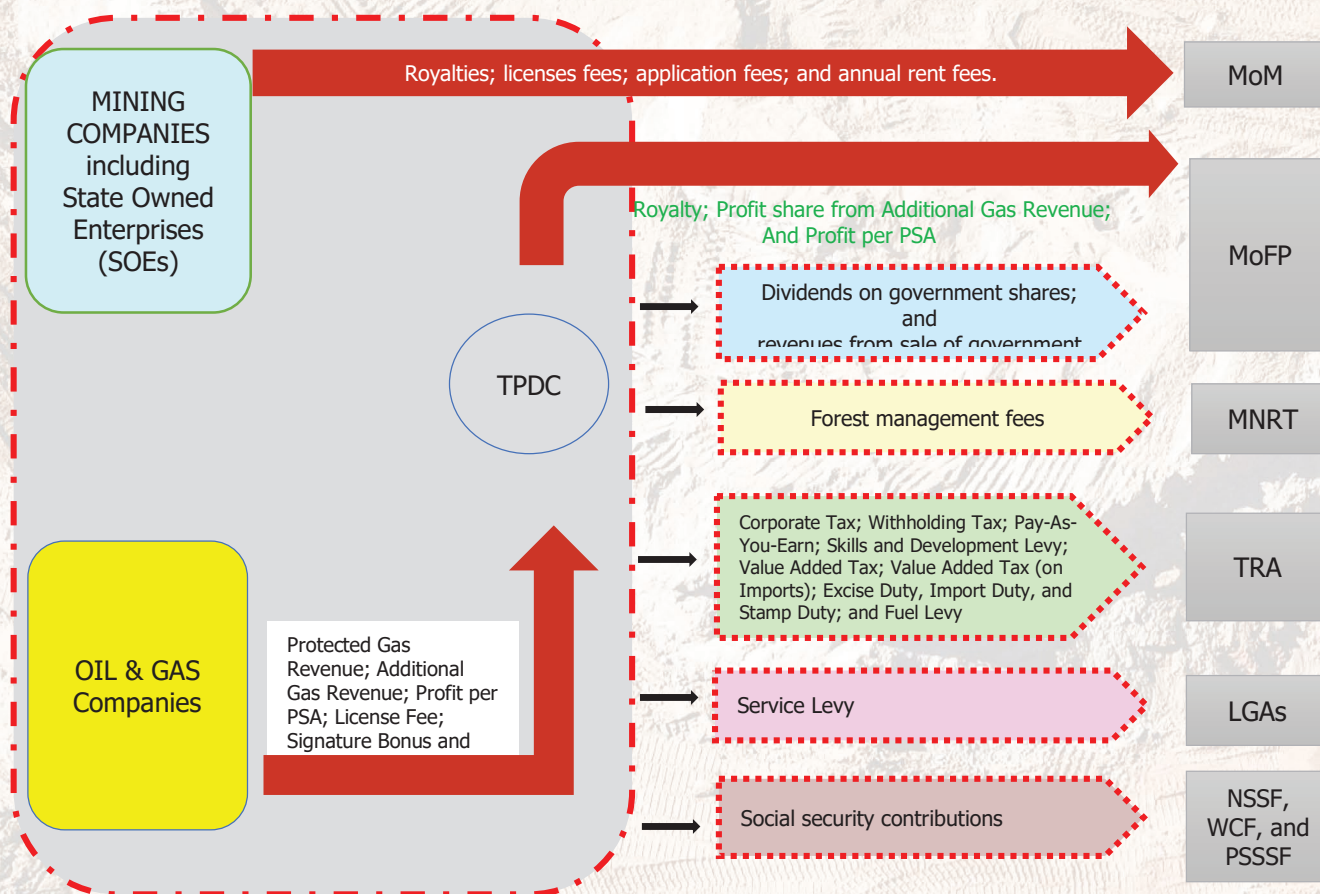 Royalties; licenses fees; application fees; and annual rent fees.
MoM
MINING
COMPANIES
including
State Owned
Enterprises
(SOEs)
Royalty; Profit share from Additional Gas Revenue;
And Profit per PSA
MoFP
Dividends on government shares;
and
revenues from sale of government
TPDC
Forest management fees
MNRT
Corporate Tax; Withholding Tax; Pay-As-
You-Earn; Skills and Development Levy;
Value Added Tax; Value Added Tax (on
Imports); Excise Duty, Import Duty, and
Stamp Duty; and Fuel Levy
TRA
OIL & GAS
Companies
Protected Gas
Revenue; Additional
Gas Revenue; Profit per
PSA; License Fee;
Signature Bonus and
Service Levy
LGAs
Social security contributions
NSSF,
WCF, and
PSSSF